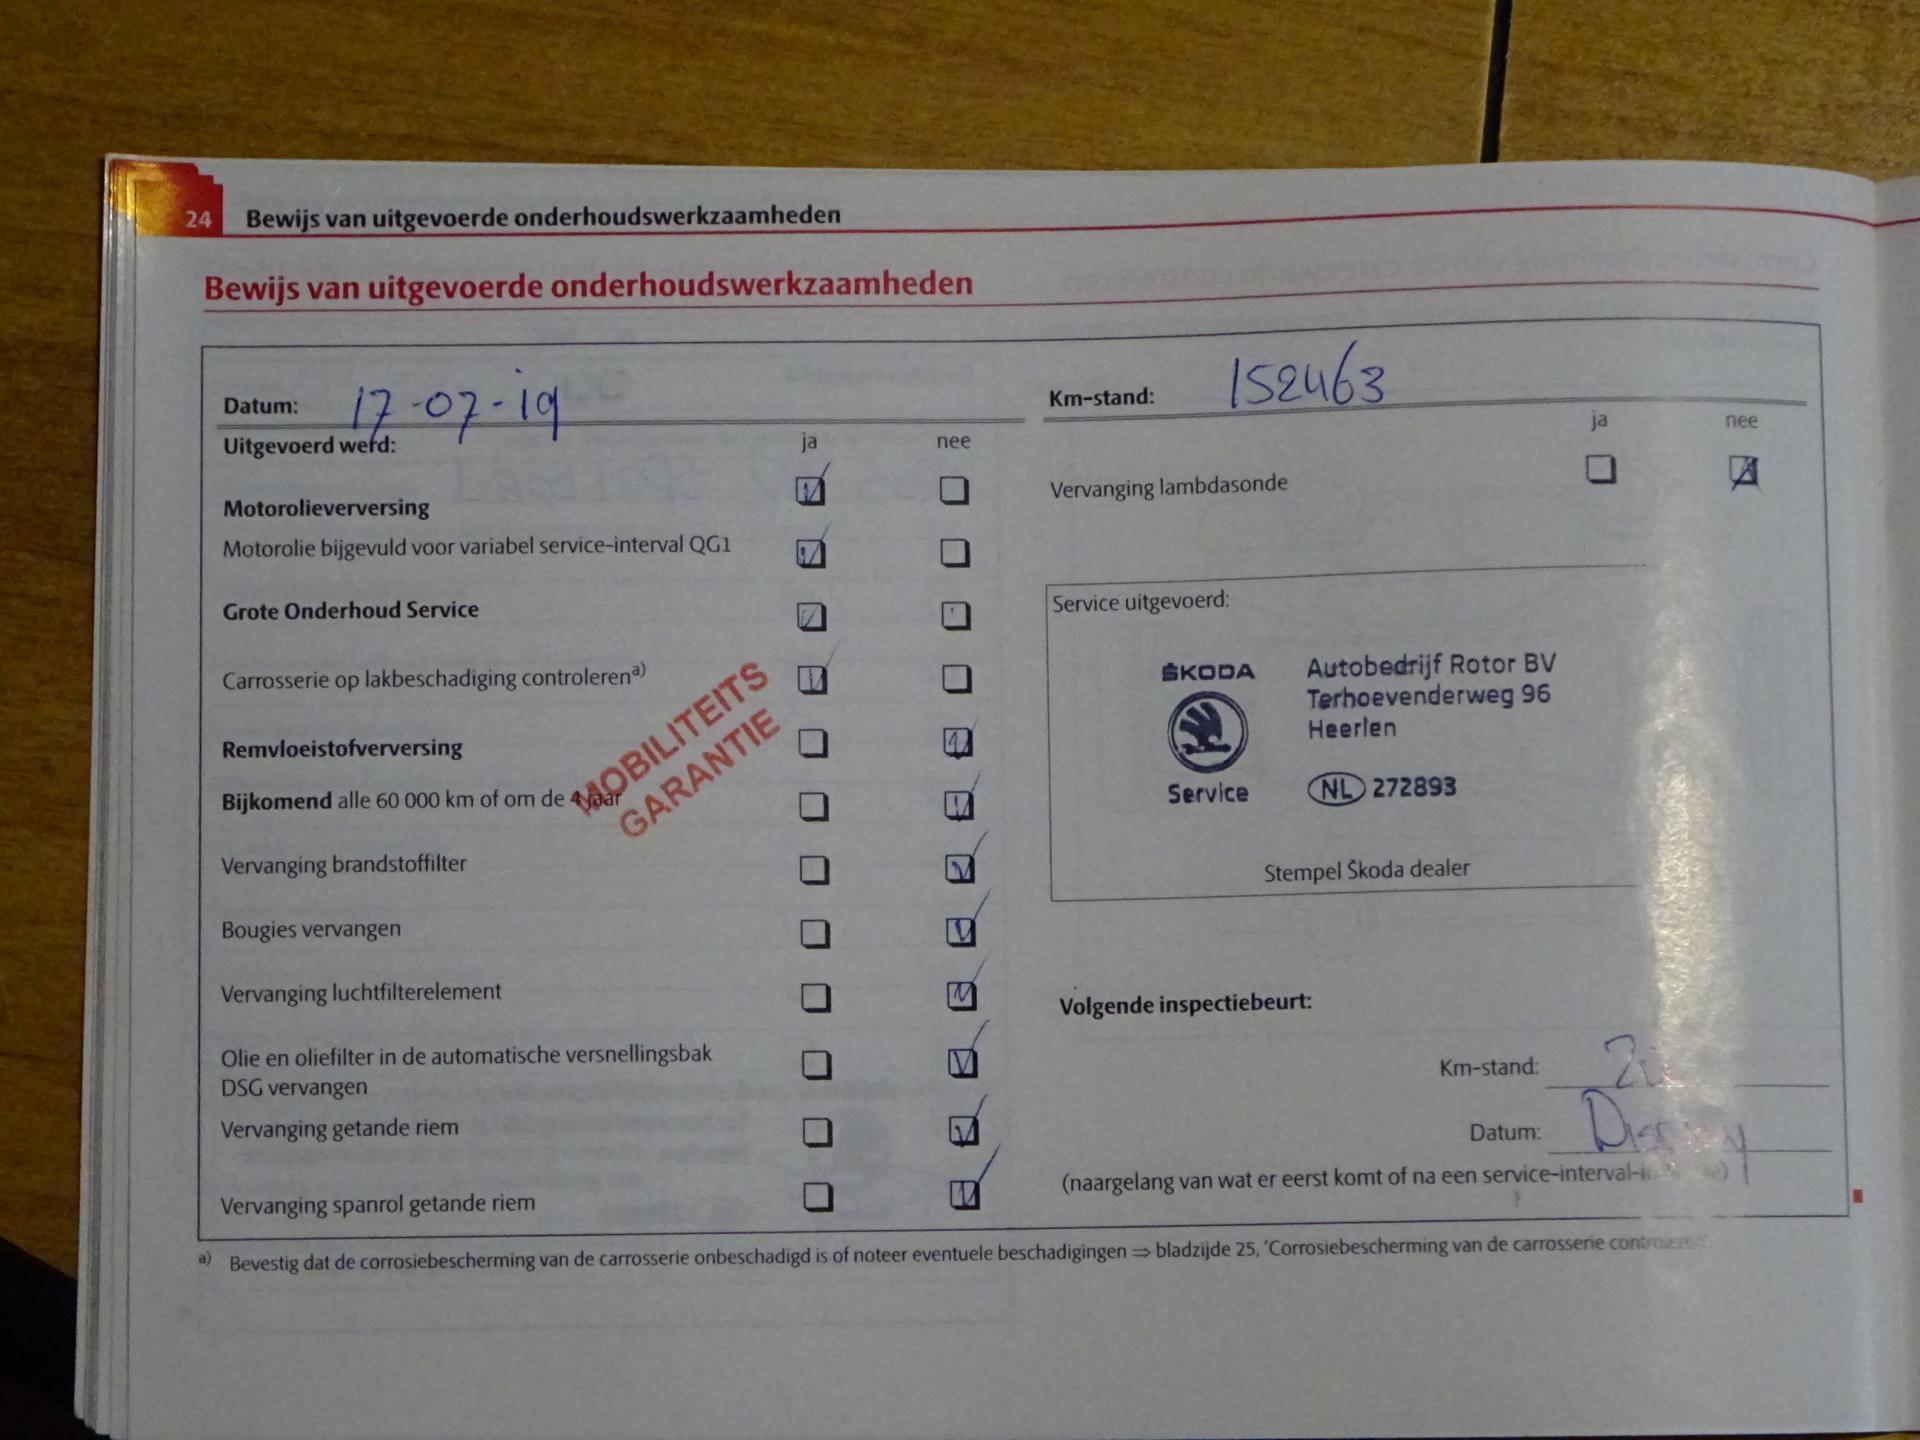 24 Bewijs van uitgevoerde onderhoudswerkzaamheden
Bewijs van uitgevoerde onderhoudswerkzaamheden
Datum: 17-07-19
Uitgevoerd werd: ja nee
Motorolieverversing
Motorolie bijgevuld voor variabel service-interval QG1
Grote Onderhoud Service
Carrosserie op lakbeschadiging controleren a)
Remvloeistofverversing
Bijkomend alle 60 000 km of om de 4 jaar
MOBILITEITS
GARANTIE
Vervanging brandstoffilter
Bougies vervangen
Vervanging luchtfilterelement
Olie en oliefilter in de automatische versnellingsbak
DSG vervangen
Vervanging getande riem
Vervanging spanrol getande riem
Km-stand: 152463
ja nee
Vervanging lambdasonde
Service uitgevoerd:
ŠKODA
Service
Autobedrijf Rotor BV
Terhoevenderweg 96
Heerlen
NL 272893
Stempel Škoda dealer
Volgende inspectiebeurt:
Km-stand:
Datum:
(naargelang van wat er eerst komt of na een
a) Bevestig dat de corrosiebescherming van de carrosserie onbeschadigd is of noteer eventuele beschadigingen ⇒ bladzijde 25, 'Corrosiebescherming van de carrosserie